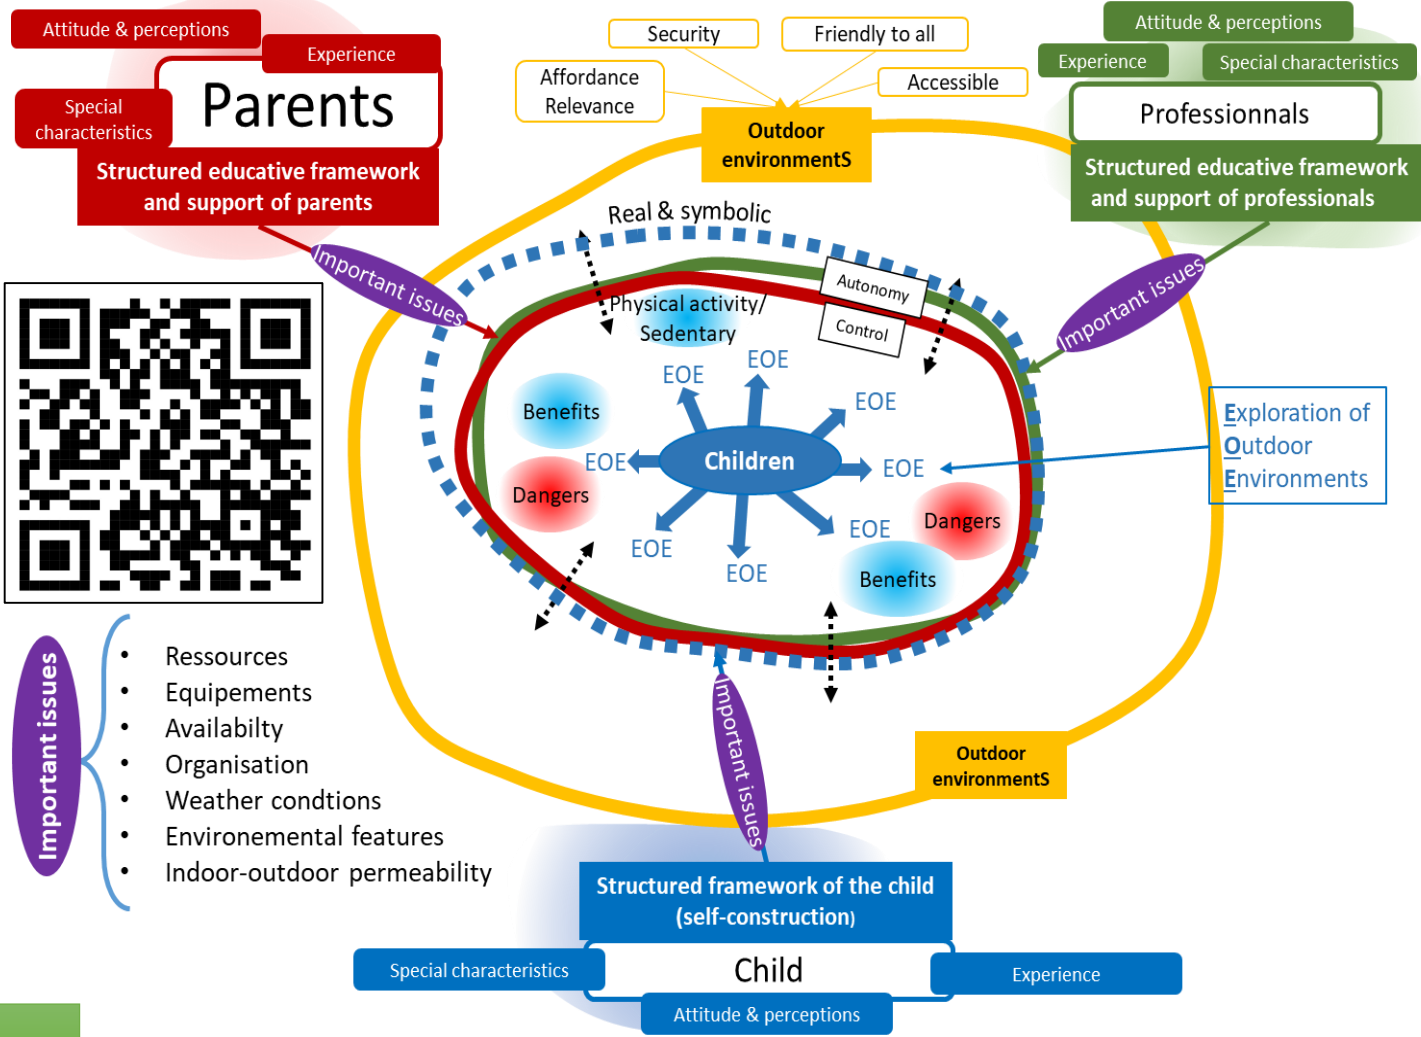 Attitude & perceptions
Experience
Parents
Special
characteristics
Structured educative framework
and support of parents
Security
Friendly to all
Affordance
Relevance
Accessible
Outdoor
environmentS
Attitude & perceptions
Experience
Special characteristics
Professionnals
Structured educative framework
and support of professionals
Real & symbolic
Important issues
Important issues
Autonomy
Control
Physical activity/
Sedentary
EOE
EOE
EOE
Benefits
EOE
Children
EOE
Dangers
EOE
EOE
EOE
Dangers
Benefits
Exploration of
Outdoor
Environments
Important issues
Ressources
Equipements
Availabilty
Organisation
Weather condtions
Environemental features
Indoor-outdoor permeability
Important issues
Outdoor
environmentS
Structured framework of the child
(self-construction)
Special characteristics
Child
Experience
Attitude & perceptions